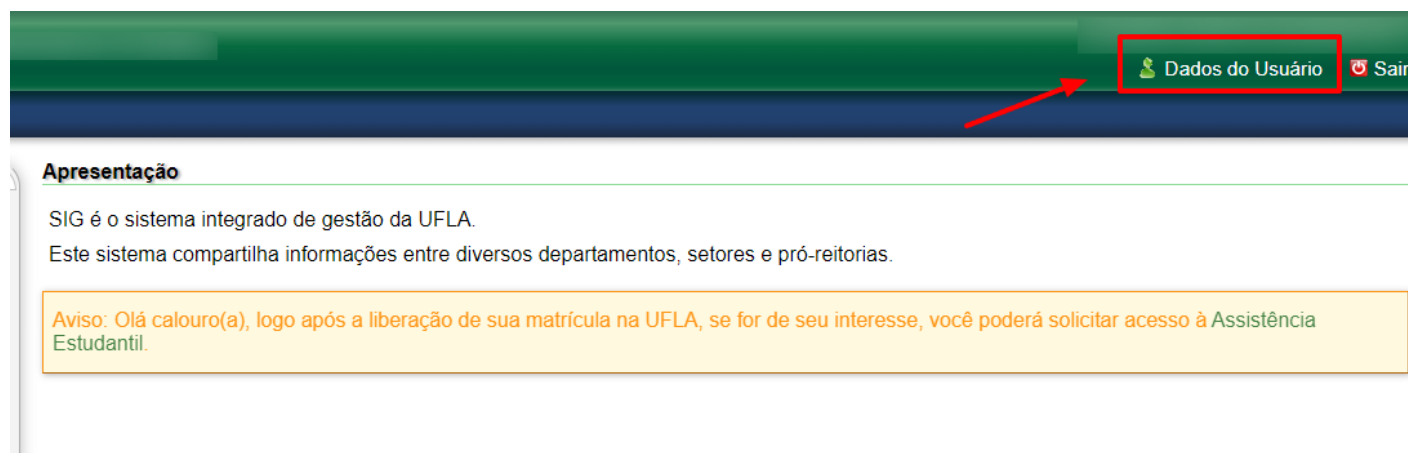 Dados do Usuário Sair
Apresentação
SIG é o sistema integrado de gestão da UFLA.
Este sistema compartilha informações entre diversos departamentos, setores e pró-reitorias.
Aviso: Olá calouro(a), logo após a liberação de sua matrícula na UFLA, se for de seu interesse, você poderá solicitar acesso à Assistência
Estudantil.